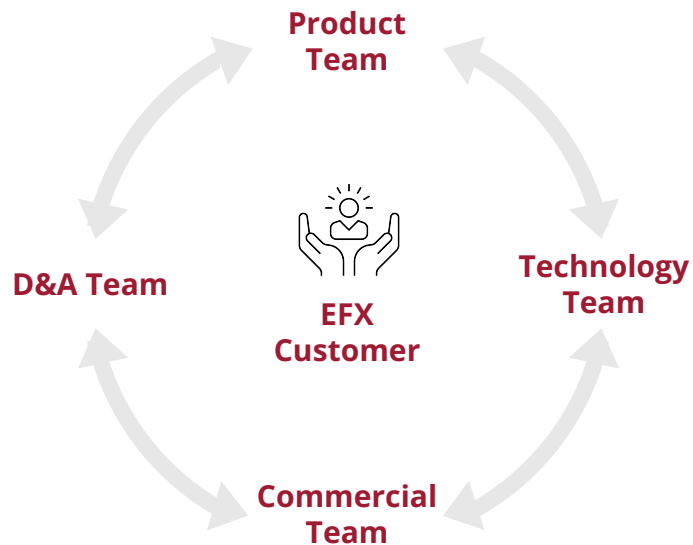 Product
Team
D&A Team
Technology
Team
EFX
Customer
Commercial
Team